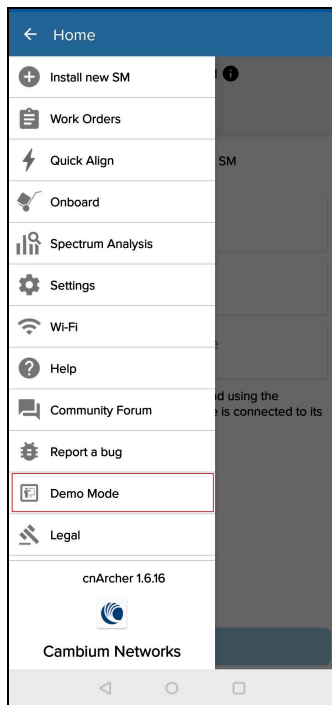 Home
Install new SM
Work Orders
SM
Quick Align
Onboard
Spectrum Analysis
Settings
Wi-Fi
Help
Community Forum
nd using the
is connected to its
Report a bug
Demo Mode
Legal
cnArcher 1.6.16
Cambium Networks